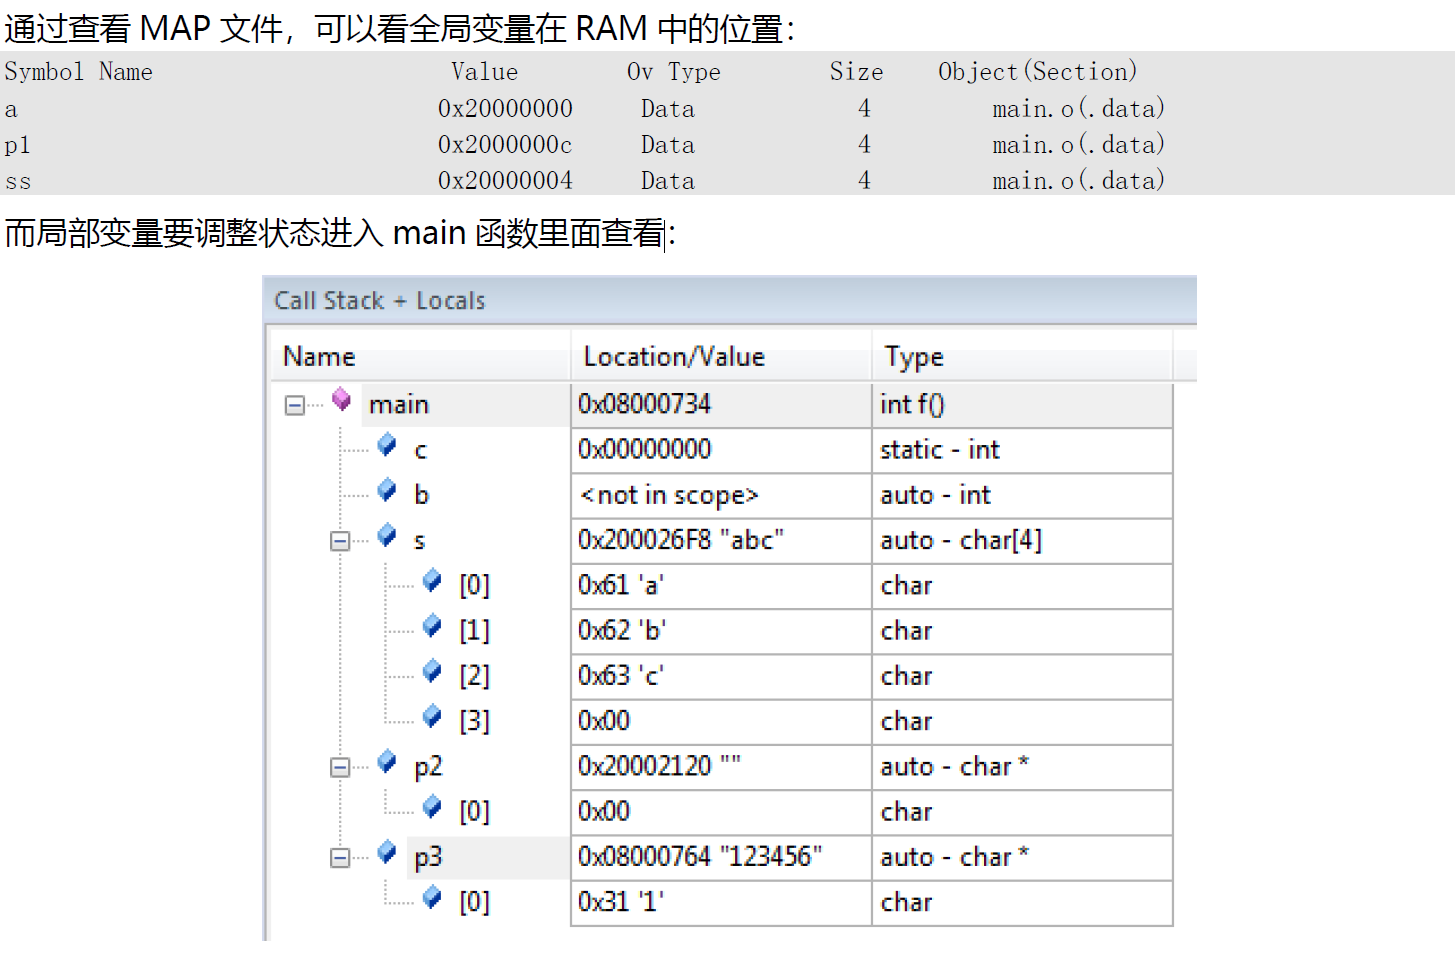 通过查看 MAP 文件，可以看全局变量在 RAM 中的位置：
Symbol Name Value Ov Type Size Object(Section)
a 0x20000000 Data 4 main.o(.data)
p1 0x2000000c Data 4 main.o(.data)
ss 0x20000004 Data 4 main.o(.data)
而局部变量要调整状态进入 main 函数里面查看：
Call Stack + Locals
Name Location/Value Type
main 0x08000734 int f()
c 0x00000000 static - int
b <not in scope> auto - int
s 0x200026F8 "abc" auto - char[4]
[0] 0x61 'a' char
[1] 0x62 'b' char
[2] 0x63 'c' char
[3] 0x00 char
p2 0x20002120 "" auto - char *
[0] 0x00 char
p3 0x08000764 "123456" auto - char *
[0] 0x31 '1' char